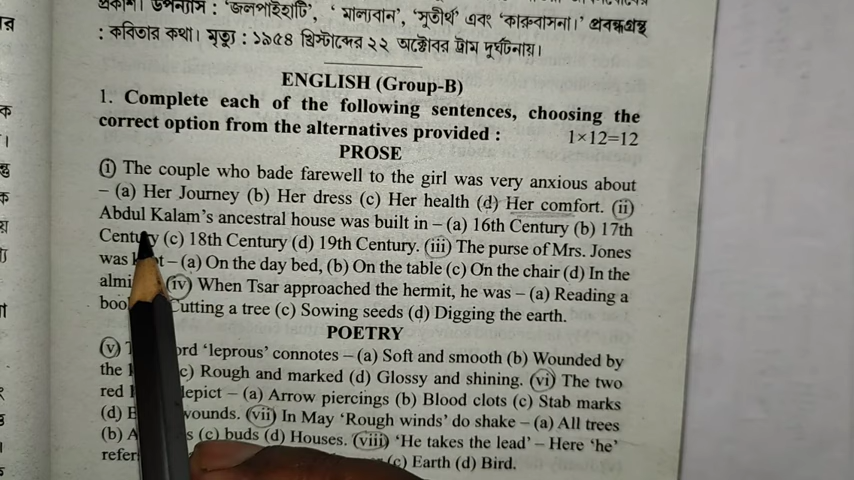 প্রকাশ। উপন্যাস : 'জলপাইহাটি', ' মাল্যবান', 'সুতীর্থ' এবং 'কারুবাসনা।' প্রবন্ধগ্রন্থ
: কবিতার কথা। মৃত্যু : ১৯৫৪ খ্রিস্টাব্দের ২২ অক্টোবর ট্রাম দুর্ঘটনায়।
ENGLISH (Group-B)
1. Complete each of the following sentences, choosing the
correct option from the alternatives provided : 1×12=12
PROSE
(i) The couple who bade farewell to the girl was very anxious about
– (a) Her Journey (b) Her dress (c) Her health (d) Her comfort. (ii)
Abdul Kalam's ancestral house was built in – (a) 16th Century (b) 17th
Century (c) 18th Century (d) 19th Century. (iii) The purse of Mrs. Jones
was – (a) On the day bed, (b) On the table (c) On the chair (d) In the
(iv) When Tsar approached the hermit, he was – (a) Reading a
Cutting a tree (c) Sowing seeds (d) Digging the earth.
POETRY
(v) 'leprous' connotes – (a) Soft and smooth (b) Wounded by
the (c) Rough and marked (d) Glossy and shining. (vi) The two
red – (a) Arrow piercings (b) Blood clots (c) Stab marks
(d) wounds. (vii) In May 'Rough winds' do shake – (a) All trees
(b) (c) buds (d) Houses. (viii) 'He takes the lead' – Here 'he'
(c) Earth (d) Bird.